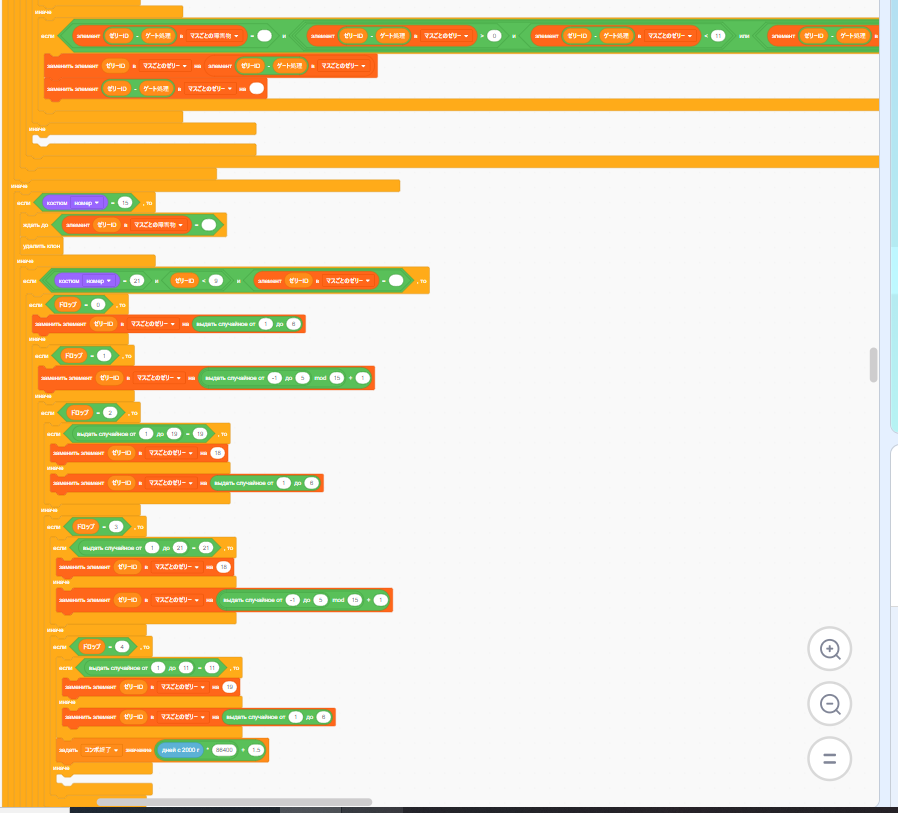 иначе
если элемент ゼリーID - ゲート処理 в マスごとの障害物 = и элемент ゼリーID - ゲート処理 в マスごとのゼリー > 0 и элемент ゼリーID - ゲート処理 в マスごとのゼリー < 11 или элемент ゼリーID - ゲート処理 в
заменить элемент ゼリーID в マスごとのゼリー на элемент ゼリーID - ゲート処理 в マスごとのゼリー
заменить элемент ゼリーID - ゲート処理 в マスごとのゼリー на
иначе
иначе
если костюм номер = 15 , то
ждать до элемент ゼリーID в マスごとの障害物 =
удалить клон
иначе
если костюм номер = 21 и ゼリーID < 9 и элемент ゼリーID в マスごとのゼリー = , то
если ドロップ = 0 , то
заменить элемент ゼリーID в マスごとのゼリー на выдать случайное от 1 до 6
иначе
если ドロップ = 1 , то
заменить элемент ゼリーID в マスごとのゼリー на выдать случайное от -1 до 5 mod 15 + 1
иначе
если ドロップ = 2 , то
если выдать случайное от 1 до 19 = 19 , то
заменить элемент ゼリーID в マスごとのゼリー на 18
иначе
заменить элемент ゼリーID в マスごとのゼリー на выдать случайное от 1 до 6
иначе
если ドロップ = 3 , то
если выдать случайное от 1 до 21 = 21 , то
заменить элемент ゼリーID в マスごとのゼリー на 18
иначе
заменить элемент ゼリーID в マスごとのゼリー на выдать случайное от -1 до 5 mod 15 + 1
иначе
если ドロップ = 4 , то
если выдать случайное от 1 до 11 = 11 , то
заменить элемент ゼリーID в マスごとのゼリー на 19
иначе
заменить элемент ゼリーID в マスごとのゼリー на выдать случайное от 1 до 6
задать コンボ終了 значение дней с 2000 г * 86400 + 1.5
иначе